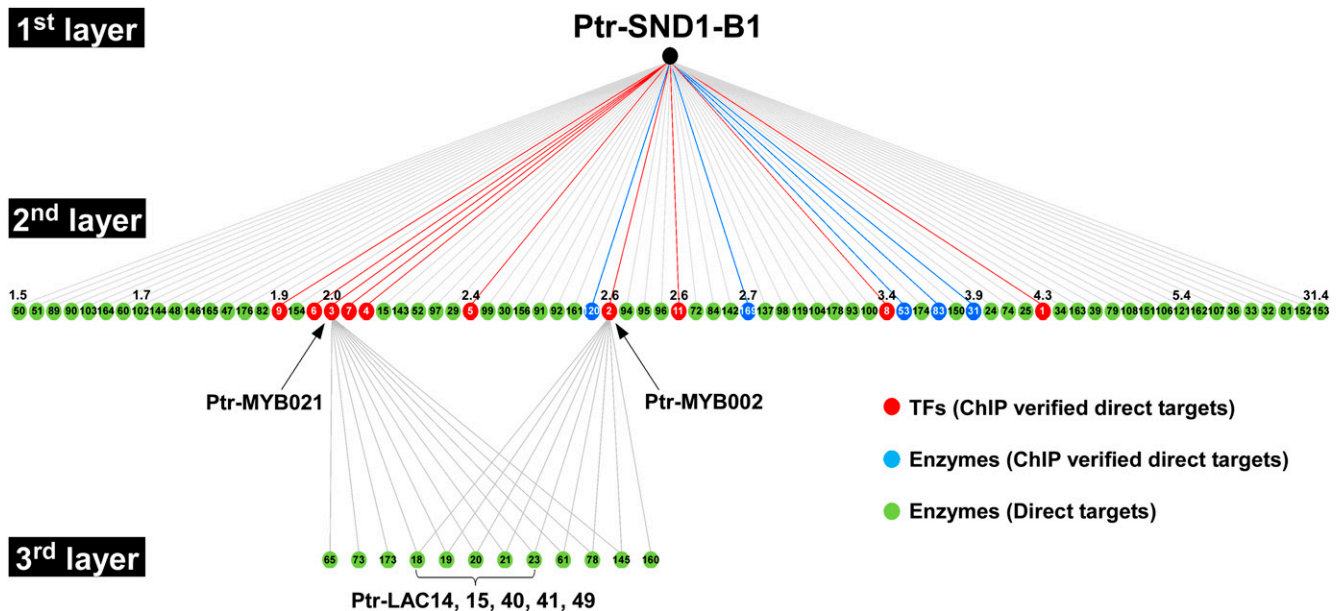 1st layer
Ptr-SND1-B1
2nd layer
1.5 1.7 1.9 2.0 2.4 2.6 2.6 2.7 3.4 3.9 4.3 5.4 31.4
50 51 89 90 103 164 60 102 144 48 146 165 47 176 82 9 154 6 3 7 4 15 143 52 97 29 5 99 30 156 91 92 161 20 2 94 95 96 11 72 84 142 169 137 98 119 104 178 93 100 8 53 174 83 150 31 24 74 25 1 34 163 39 79 108 151 106 121 162 107 36 33 32 81 152 153
Ptr-MYB021 Ptr-MYB002
TFs (ChIP verified direct targets)
Enzymes (ChIP verified direct targets)
Enzymes (Direct targets)
3rd layer
65 73 173 18 19 20 21 23 61 78 145 160
Ptr-LAC14, 15, 40, 41, 49